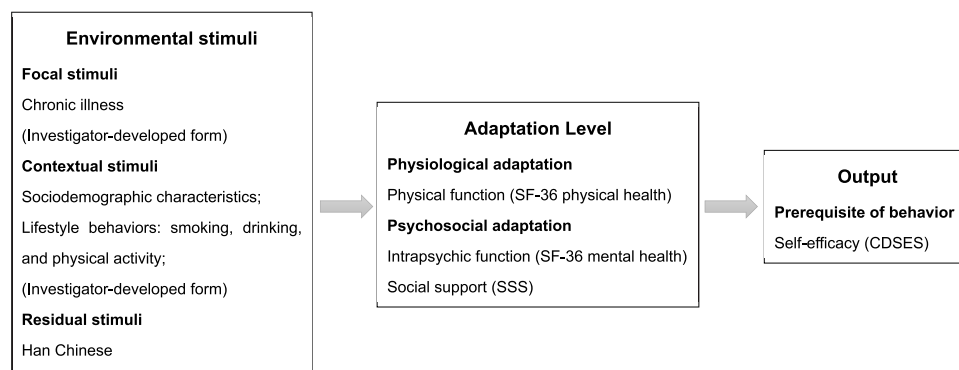 Environmental stimuli
Focal stimuli
Chronic illness
(Investigator-developed form)
Contextual stimuli
Sociodemographic characteristics;
Lifestyle behaviors: smoking, drinking,
and physical activity;
(Investigator-developed form)
Residual stimuli
Han Chinese
Adaptation Level
Physiological adaptation
Physical function (SF-36 physical health)
Psychosocial adaptation
Intrapsychic function (SF-36 mental health)
Social support (SSS)
Output
Prerequisite of behavior
Self-efficacy (CDSES)